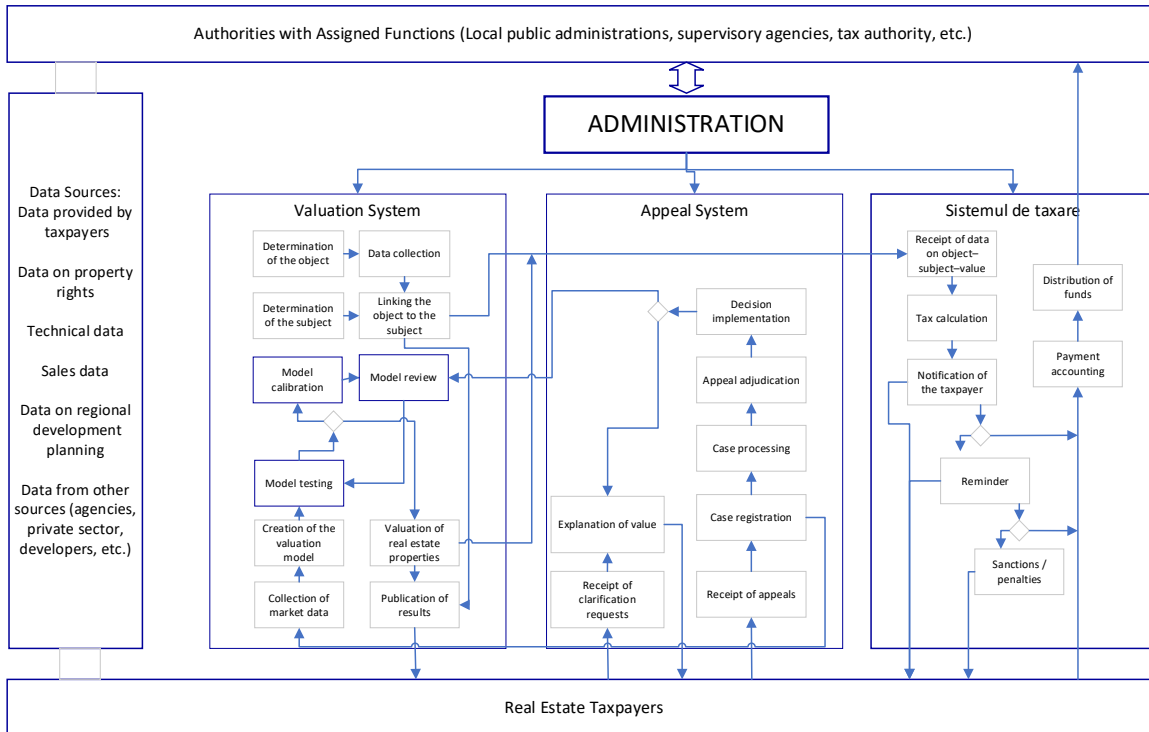 Authorities with Assigned Functions (Local public administrations, supervisory agencies, tax authority, etc.)
ADMINISTRATION
Data Sources:
Data provided by
taxpayers
Data on property
rights
Technical data
Sales data
Data on regional
development
planning
Data from other
sources (agencies,
private sector,
developers, etc.)
Valuation System
Determination
of the object
Data collection
Determination
of the subject
Linking the
object to the
subject
Model
calibration
Model review
Model testing
Creation of the
valuation
model
Valuation of
real estate
properties
Collection of
market data
Publication of
results
Appeal System
Decision
implementation
Appeal adjudication
Case processing
Explanation of value
Case registration
Receipt of
clarification
requests
Receipt of appeals
Sistemul de taxare
Receipt of data
on object–
subject–value
Distribution of
funds
Tax calculation
Notification of
the taxpayer
Payment
accounting
Reminder
Sanctions /
penalties
Real Estate Taxpayers